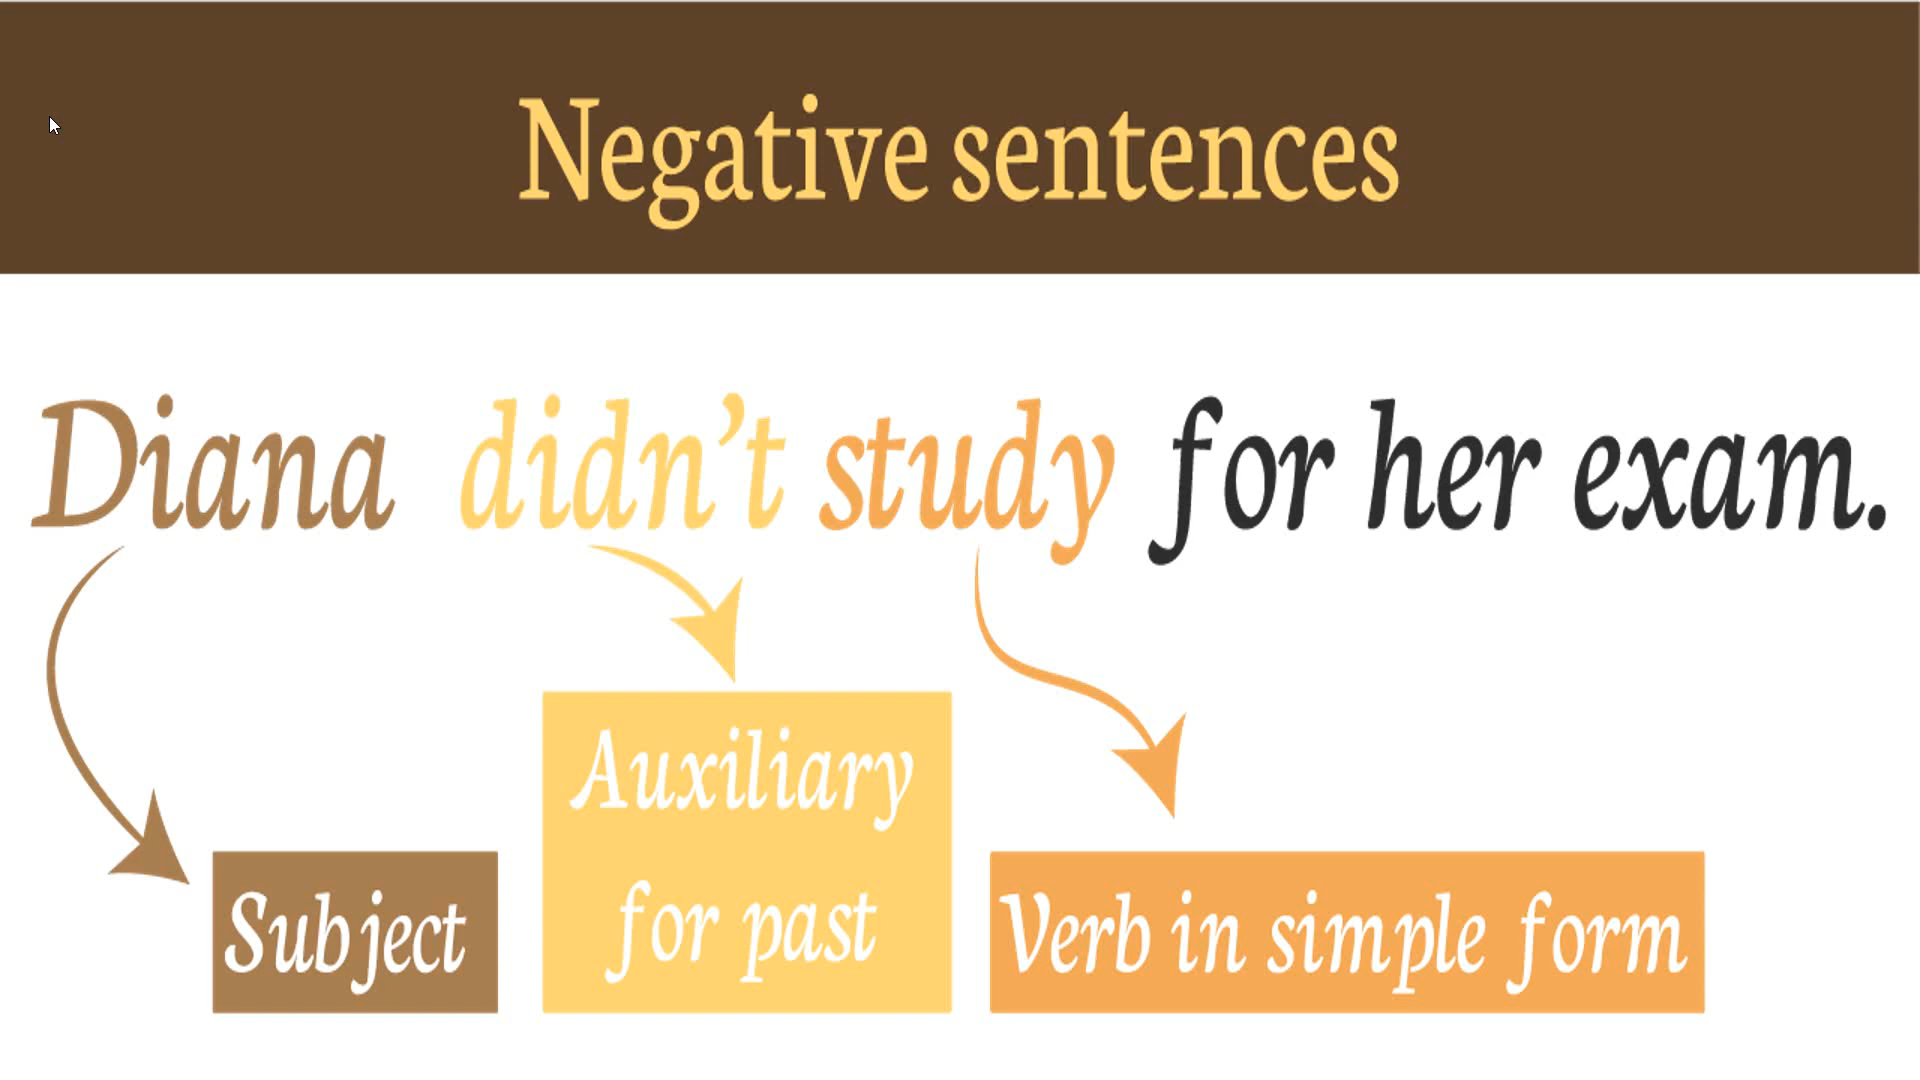 Negative sentences
Diana didn't study for her exam.
Auxiliary
for past
Subject
Verb in simple form